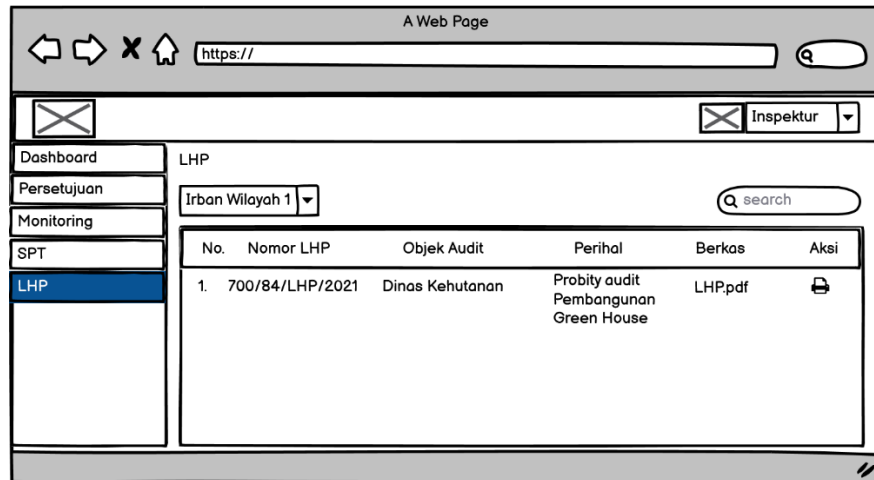 A Web Page
https://
Inspektur
Dashboard
Persetujuan
Monitoring
SPT
LHP
LHP
Irban Wilayah 1
search
No. Nomor LHP Objek Audit Perihal Berkas Aksi
1. 700/84/LHP/2021 Dinas Kehutanan Probity audit LHP.pdf
Pembangunan
Green House